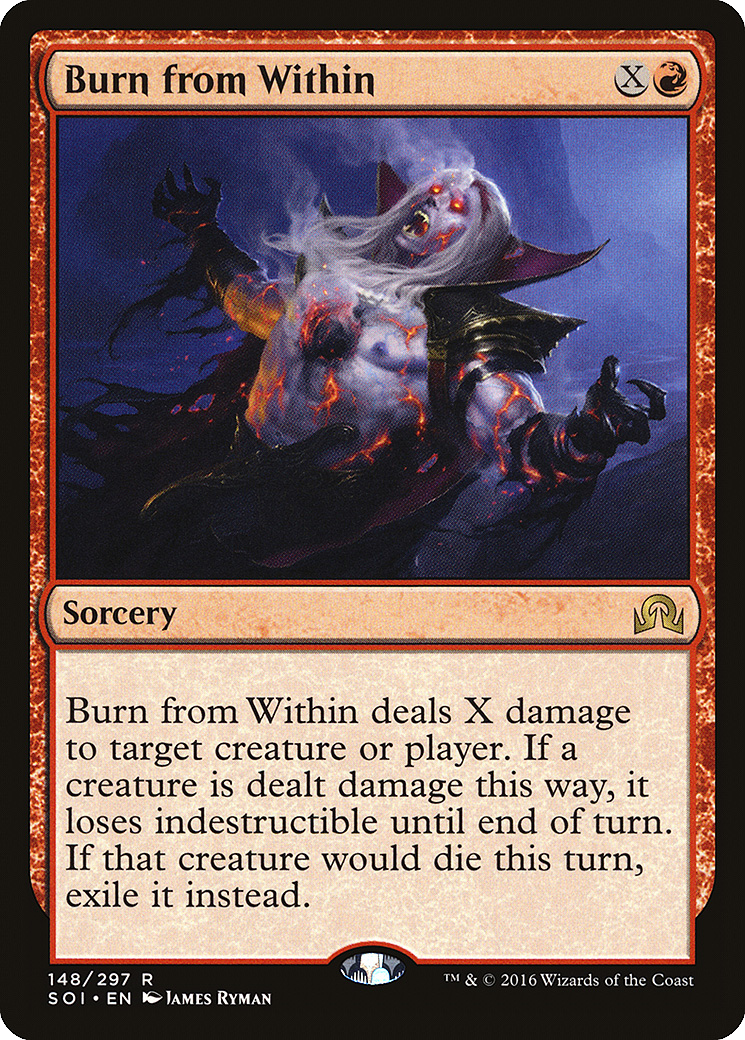 Burn from Within X
Sorcery
Burn from Within deals X damage
to target creature or player. If a
creature is dealt damage this way, it
loses indestructible until end of turn.
If that creature would die this turn,
exile it instead.
148/297 R
SOI • EN James Ryman
™ & © 2016 Wizards of the Coast